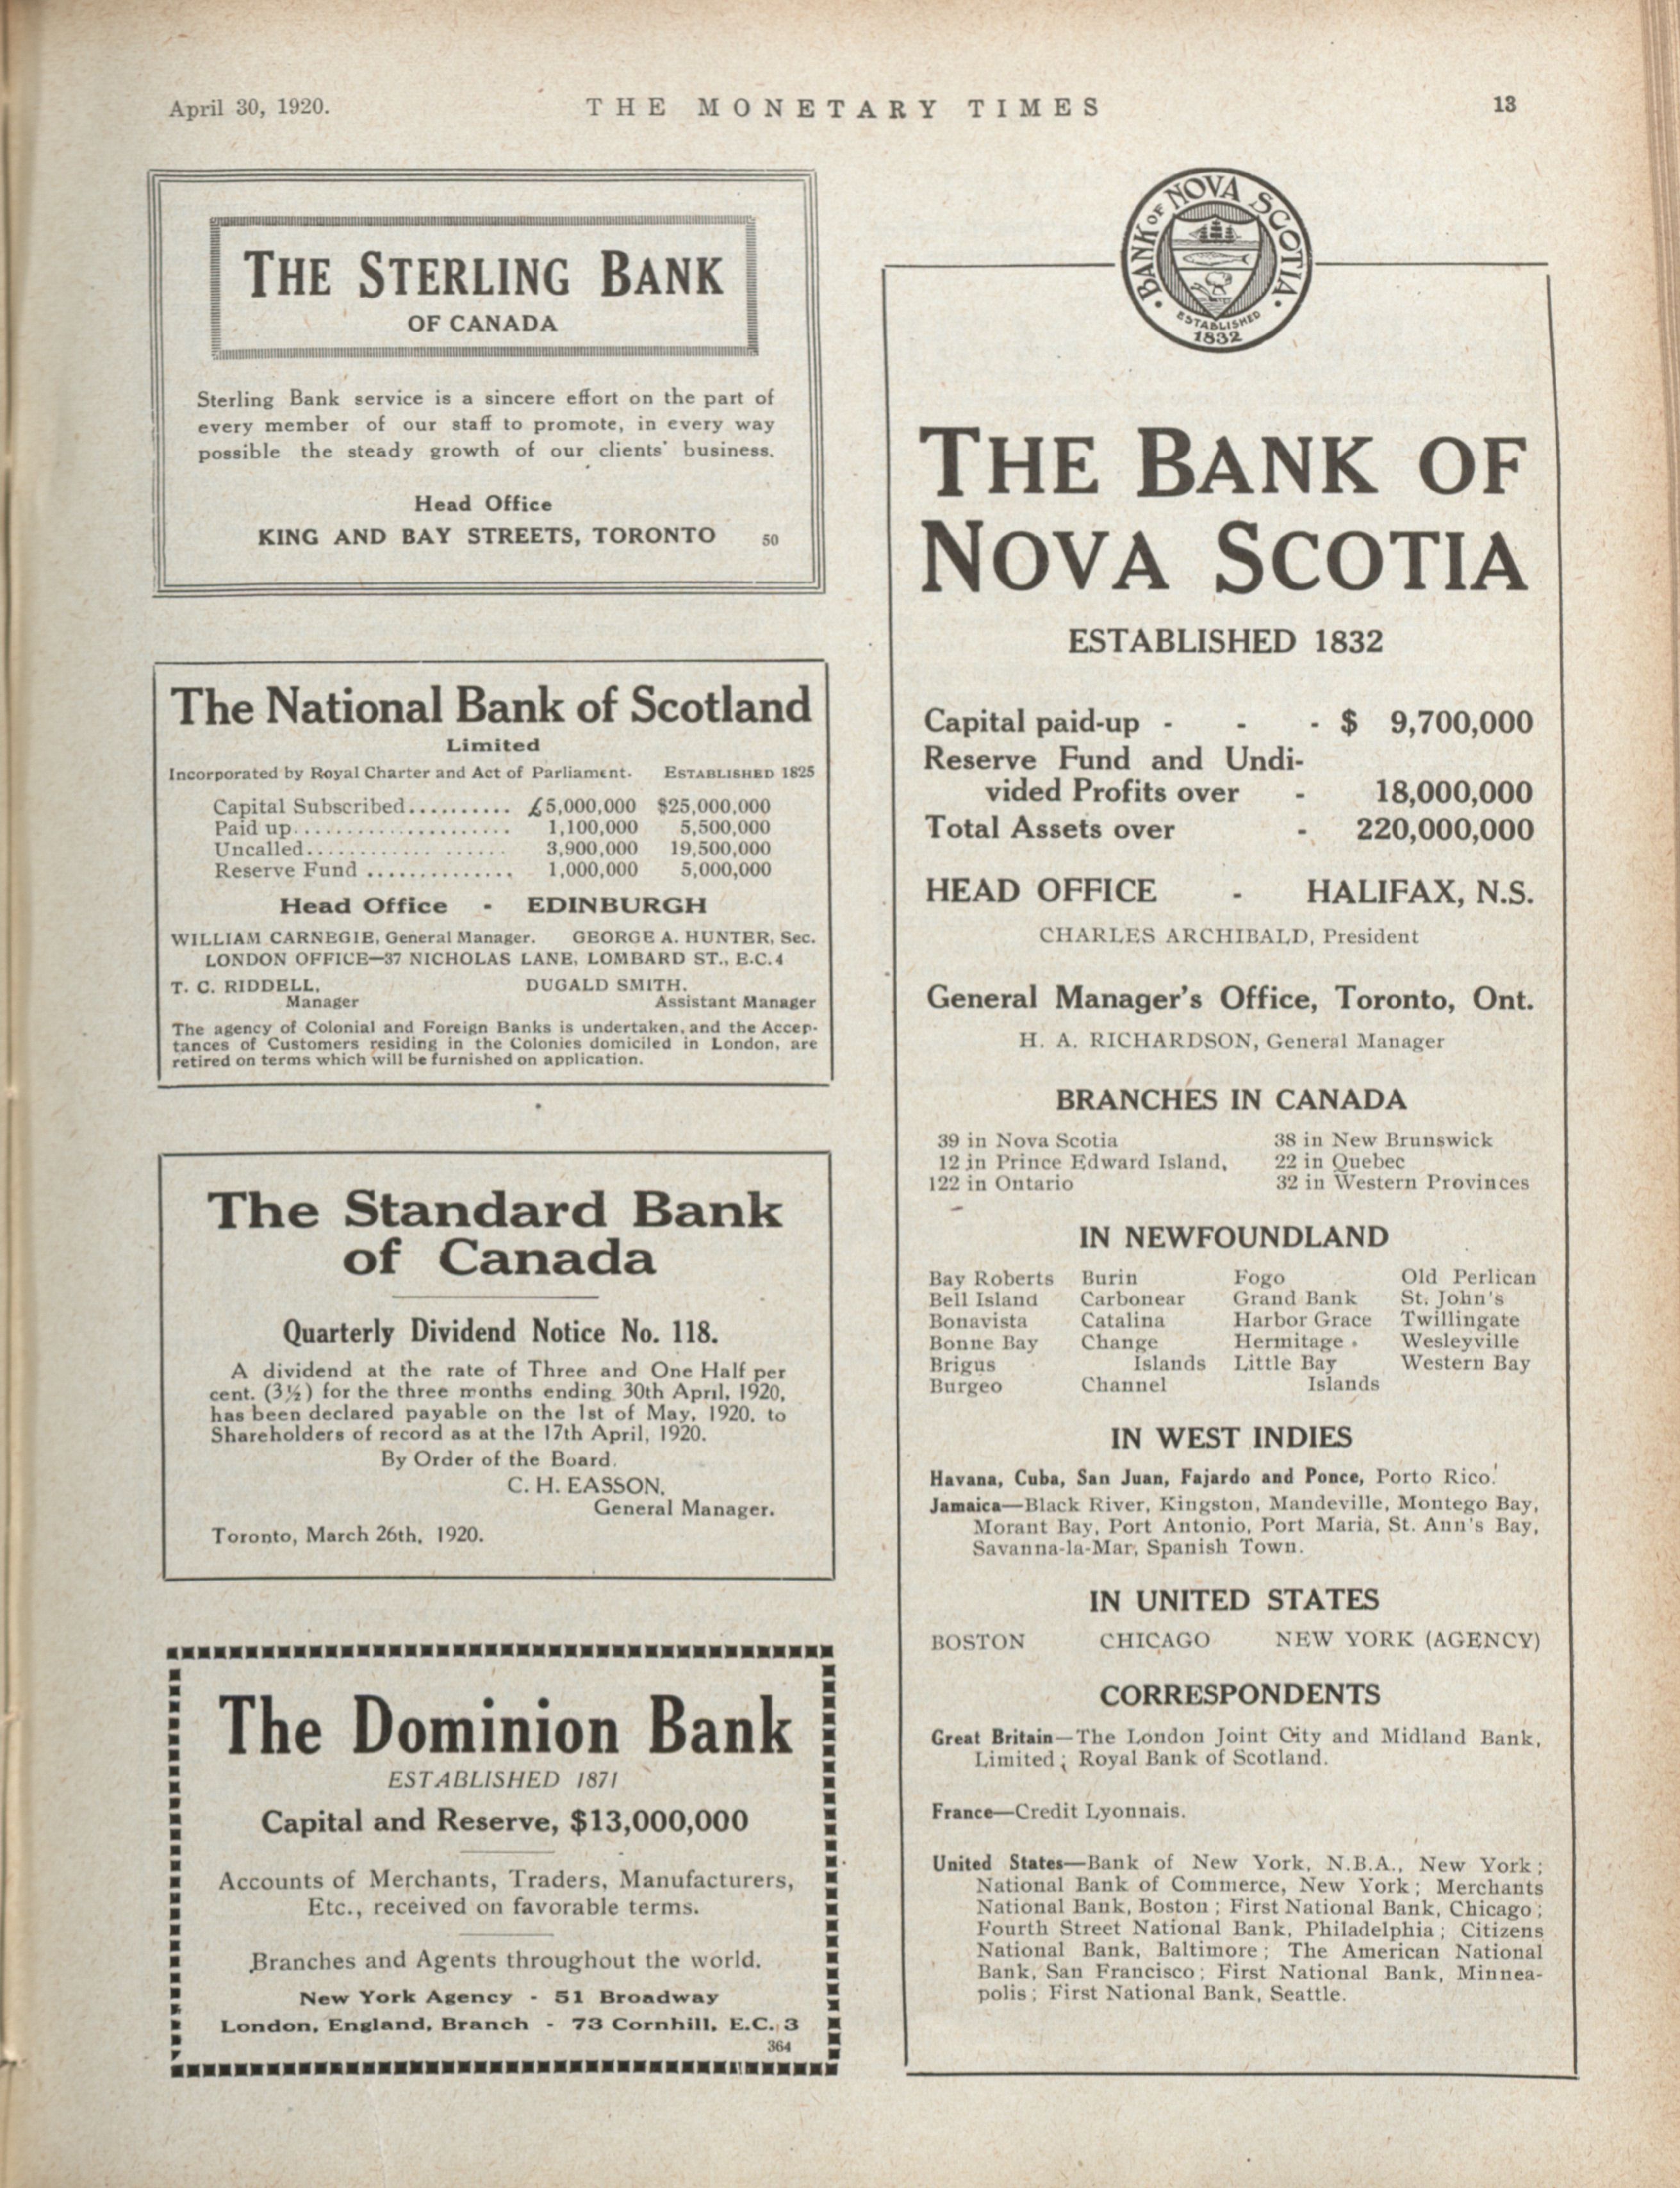 April 30, 1920.
THE MONETARY TIMES
13
THE STERLING BANK
OF CANADA
Sterling Bank service is a sincere effort on the part of
every member of our staff to promote, in every way
possible the steady growth of our clients' business.
Head Office
KING AND BAY STREETS, TORONTO 50
The National Bank of Scotland
Limited
Incorporated by Royal Charter and Act of Parliament. ESTABLISHED 1825
Capital Subscribed.......... £5,000,000 $25,000,000
Paid up.................... 1,100,000 5,500,000
Uncalled.................... 3,900,000 19,500,000
Reserve Fund .............. 1,000,000 5,000,000
Head Office - EDINBURGH
WILLIAM CARNEGIE, General Manager. GEORGE A. HUNTER, Sec.
LONDON OFFICE—37 NICHOLAS LANE, LOMBARD ST., E.C.4
T. C. RIDDELL, DUGALD SMITH.
Manager Assistant Manager
The agency of Colonial and Foreign Banks is undertaken, and the Accep-
tances of Customers residing in the Colonies domiciled in London, are
retired on terms which will be furnished on application.
The Standard Bank
of Canada
Quarterly Dividend Notice No. 118.
A dividend at the rate of Three and One Half per
cent. (3½) for the three months ending 30th April, 1920,
has been declared payable on the 1st of May, 1920, to
Shareholders of record as at the 17th April, 1920.
By Order of the Board.
C. H. EASSON,
General Manager.
Toronto, March 26th, 1920.
The Dominion Bank
ESTABLISHED 1871
Capital and Reserve, $13,000,000
Accounts of Merchants, Traders, Manufacturers,
Etc., received on favorable terms.
Branches and Agents throughout the world.
New York Agency - 51 Broadway
London, England, Branch - 73 Cornhill, E.C. 3
364
BANK OF NOVA SCOTIA
ESTABLISHED
1832
THE BANK OF
NOVA SCOTIA
ESTABLISHED 1832
Capital paid-up - - - $ 9,700,000
Reserve Fund and Undi-
vided Profits over - 18,000,000
Total Assets over - 220,000,000
HEAD OFFICE - HALIFAX, N.S.
CHARLES ARCHIBALD, President
General Manager's Office, Toronto, Ont.
H. A. RICHARDSON, General Manager
BRANCHES IN CANADA
39 in Nova Scotia 38 in New Brunswick
12 in Prince Edward Island, 22 in Quebec
122 in Ontario 32 in Western Provinces
IN NEWFOUNDLAND
Bay Roberts Burin Fogo Old Perlican
Bell Island Carbonear Grand Bank St. John's
Bonavista Catalina Harbor Grace Twillingate
Bonne Bay Change Hermitage Wesleyville
Brigus Islands Little Bay Western Bay
Burgeo Channel Islands
IN WEST INDIES
Havana, Cuba, San Juan, Fajardo and Ponce, Porto Rico.
Jamaica—Black River, Kingston, Mandeville, Montego Bay,
Morant Bay, Port Antonio, Port Maria, St. Ann's Bay,
Savanna-la-Mar, Spanish Town.
IN UNITED STATES
BOSTON CHICAGO NEW YORK (AGENCY)
CORRESPONDENTS
Great Britain—The London Joint City and Midland Bank,
Limited; Royal Bank of Scotland.
France—Credit Lyonnais.
United States—Bank of New York, N.B.A., New York;
National Bank of Commerce, New York; Merchants
National Bank, Boston; First National Bank, Chicago;
Fourth Street National Bank, Philadelphia; Citizens
National Bank, Baltimore; The American National
Bank, San Francisco; First National Bank, Minnea-
polis; First National Bank, Seattle.